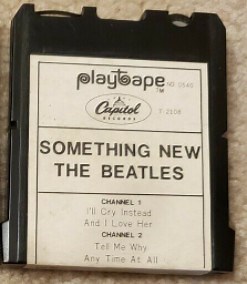 playtape
TM
Capitol
RECORDS
SOMETHING NEW
THE BEATLES
CHANNEL 1
I'll Cry Instead
And I Love Her
CHANNEL 2
Tell Me Why
Any Time At All